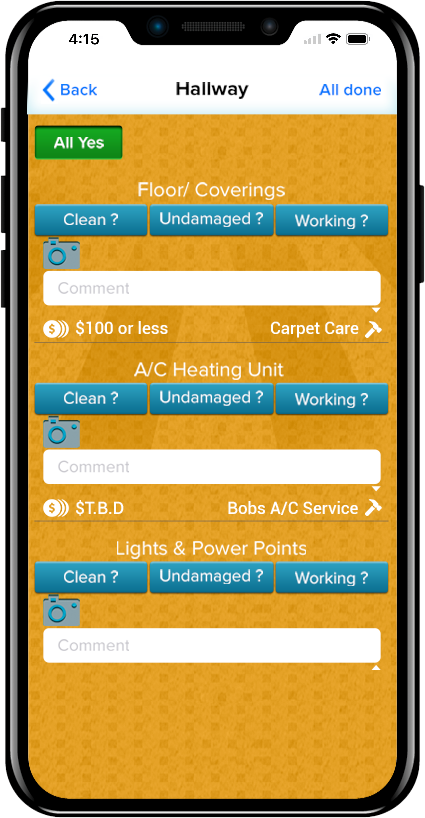 4:15
Back Hallway All done
All Yes
Floor/ Coverings
Clean ? Undamaged ? Working ?
Comment
$100 or less Carpet Care
A/C Heating Unit
Clean ? Undamaged ? Working ?
Comment
$T.B.D Bobs A/C Service
Lights & Power Points
Clean ? Undamaged ? Working ?
Comment